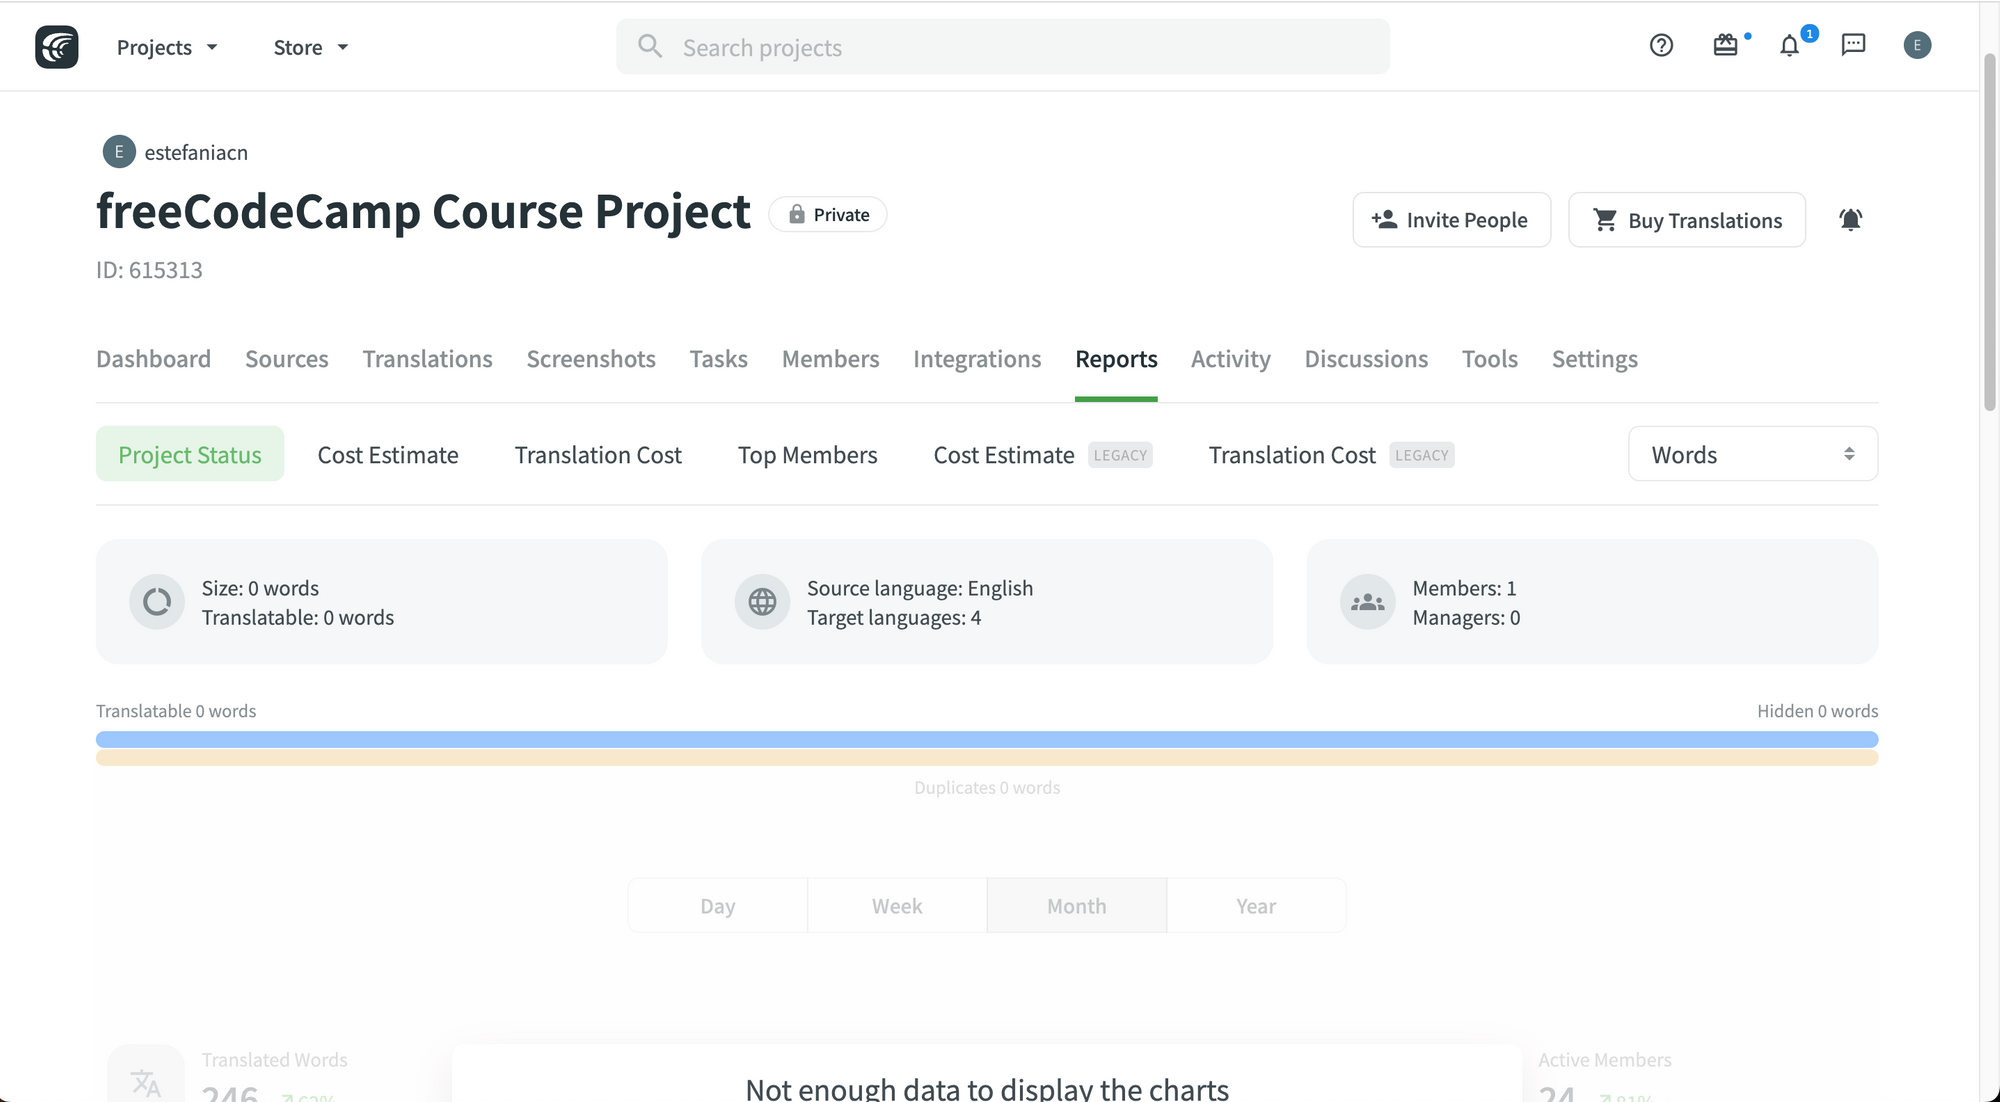 Projects Store Search projects 1 E
E estefaniacn
freeCodeCamp Course Project Private Invite People Buy Translations
ID: 615313
Dashboard Sources Translations Screenshots Tasks Members Integrations Reports Activity Discussions Tools Settings
Project Status Cost Estimate Translation Cost Top Members Cost Estimate LEGACY Translation Cost LEGACY Words
Size: 0 words
Translatable: 0 words
Source language: English
Target languages: 4
Members: 1
Managers: 0
Translatable 0 words Hidden 0 words
Duplicates 0 words
Day Week Month Year
Translated Words Active Members
246 62% 24 81%
Not enough data to display the charts